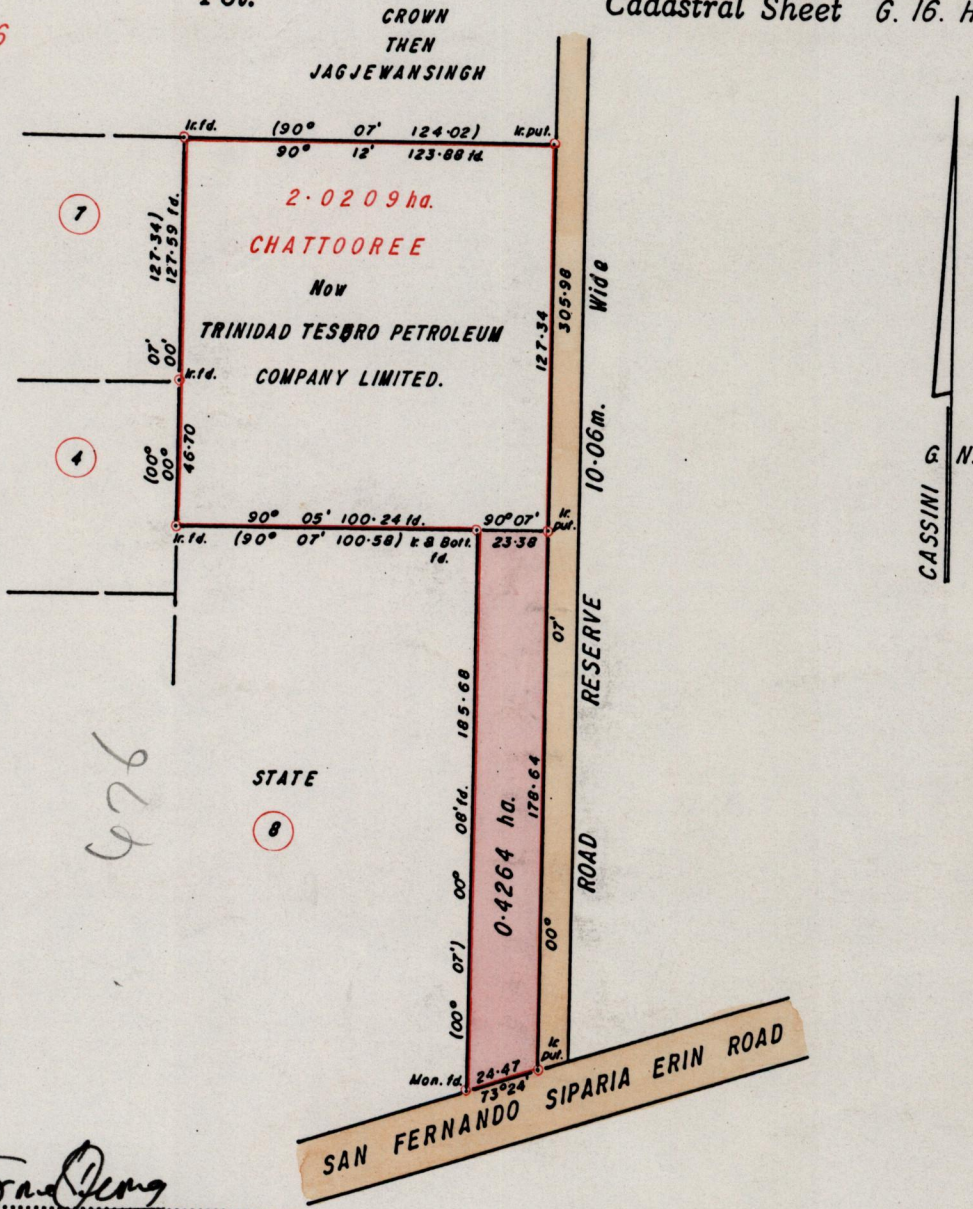 CROWN
THEN
JAGJEWANSINGH
Cadastral Sheet G. 16. H
6
Ir.fd. (90° 07' 124·02) Ir.put.
90° 12' 123·88 fd.
2·0209 ha.
CHATTOOREE
Now
TRINIDAD TESORO PETROLEUM
COMPANY LIMITED.
7
(00° 07' 127·34)
00° 00' 127·59 fd.
Ir.fd.
46·70
4
127·34
305·98
90° 05' 100·24 fd.
(90° 07' 100·58)
Ir.fd.
Ir. & Bott.
fd.
90° 07'
23·38
Ir.
put.
10·06m. Wide
ROAD RESERVE
CASSINI G. N.
STATE
8
476
(00° 07') 00° 08' fd. 185·68
0·4264 ha.
178·64
00° 07'
Mon. fd.
24·47
73° 24'
Ir.
put.
SAN FERNANDO SIPARIA ERIN ROAD